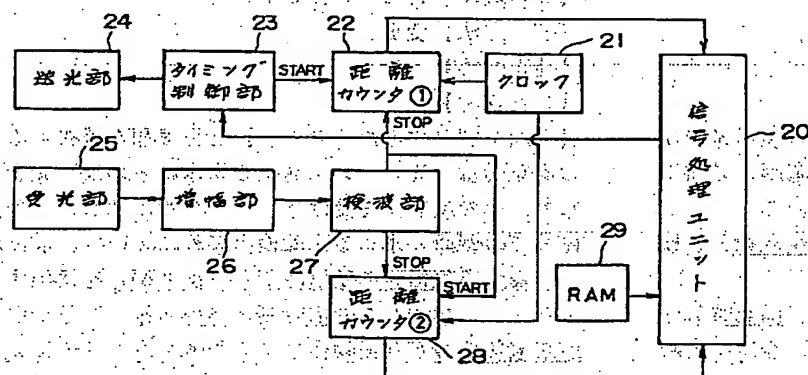 24
23
22
21
送光部
タイミング
制御部
START
距離
カウンタ①
クロック
STOP
25
受光部
増幅部
検波部
26
27
STOP
START
距離
カウンタ②
28
29
RAM
信号処理ユニット
20